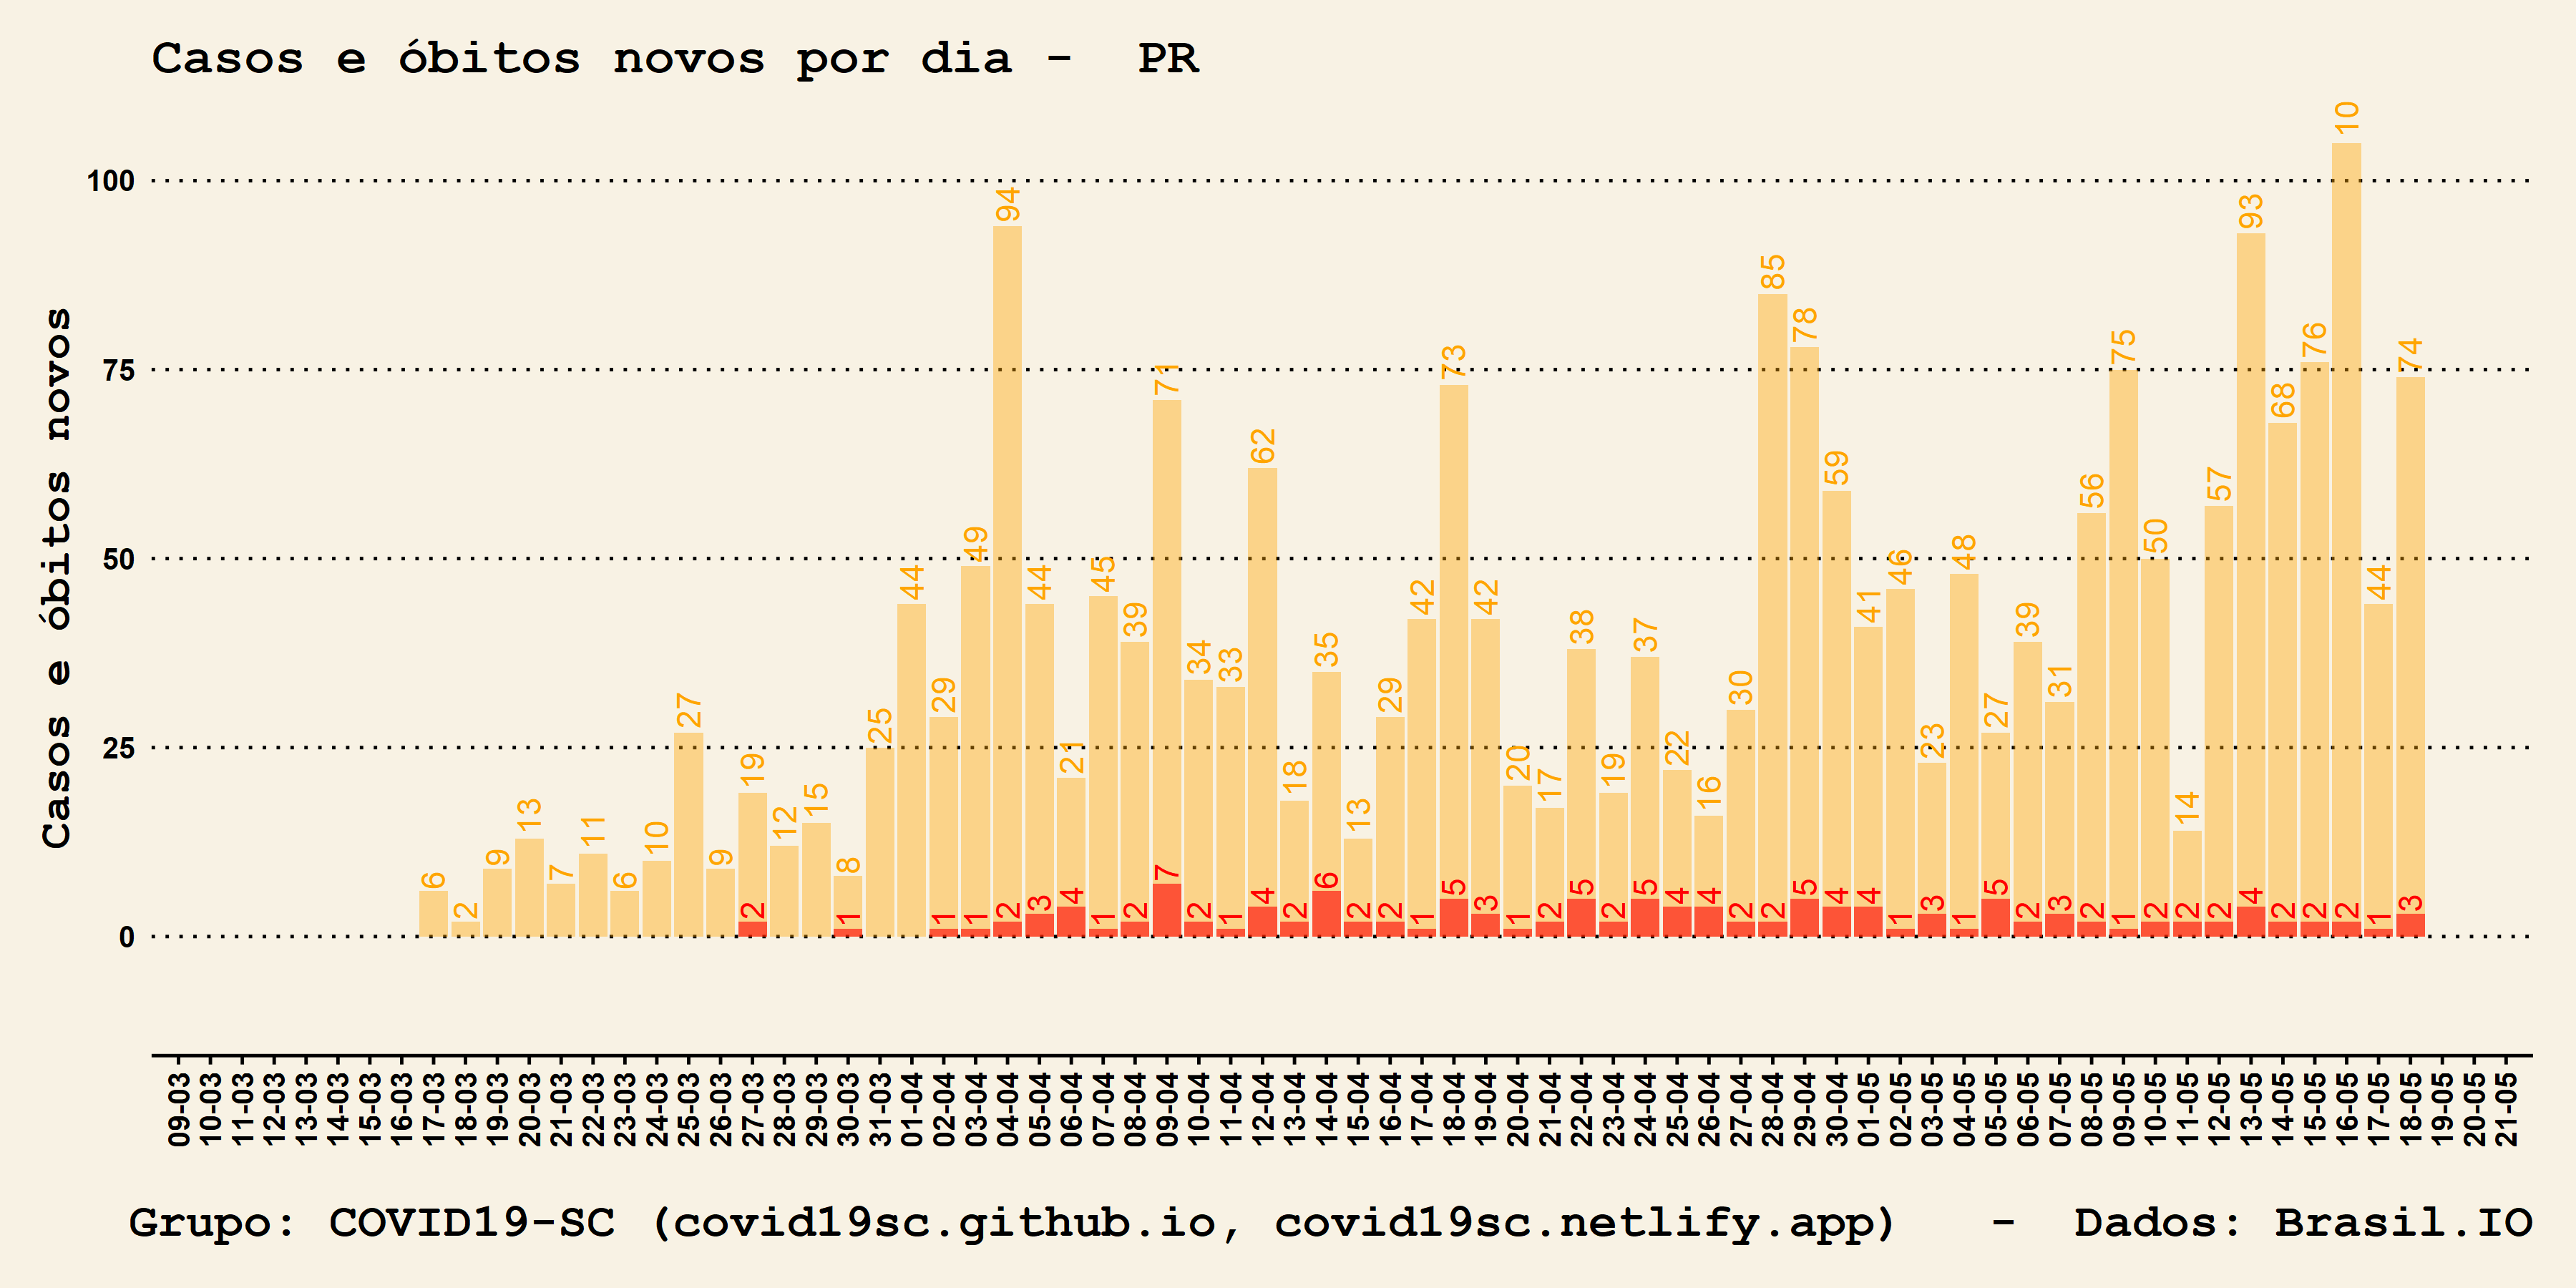 Casos e óbitos novos por dia -  PR
Casos e óbitos novos
100
75
50
25
0
6 2 9 13 7 11 6 10 27 9 19 12 15 8 25 44 29 49 94 44 21 45 39 71 34 33 62 18 35 13 29 42 73 42 20 17 38 19 37 22 16 30 85 78 59 41 46 23 48 27 39 31 56 75 50 14 57 93 68 76 10 44 74
2 1 1 1 2 3 4 1 2 7 2 1 4 2 6 2 2 1 5 3 1 2 5 2 5 4 4 2 2 5 4 4 1 3 1 5 2 3 2 1 2 2 2 4 2 2 2 1 3
09-03 10-03 11-03 12-03 13-03 14-03 15-03 16-03 17-03 18-03 19-03 20-03 21-03 22-03 23-03 24-03 25-03 26-03 27-03 28-03 29-03 30-03 31-03 01-04 02-04 03-04 04-04 05-04 06-04 07-04 08-04 09-04 10-04 11-04 12-04 13-04 14-04 15-04 16-04 17-04 18-04 19-04 20-04 21-04 22-04 23-04 24-04 25-04 26-04 27-04 28-04 29-04 30-04 01-05 02-05 03-05 04-05 05-05 06-05 07-05 08-05 09-05 10-05 11-05 12-05 13-05 14-05 15-05 16-05 17-05 18-05 19-05 20-05 21-05
Grupo: COVID19-SC (covid19sc.github.io, covid19sc.netlify.app)   -  Dados: Brasil.IO